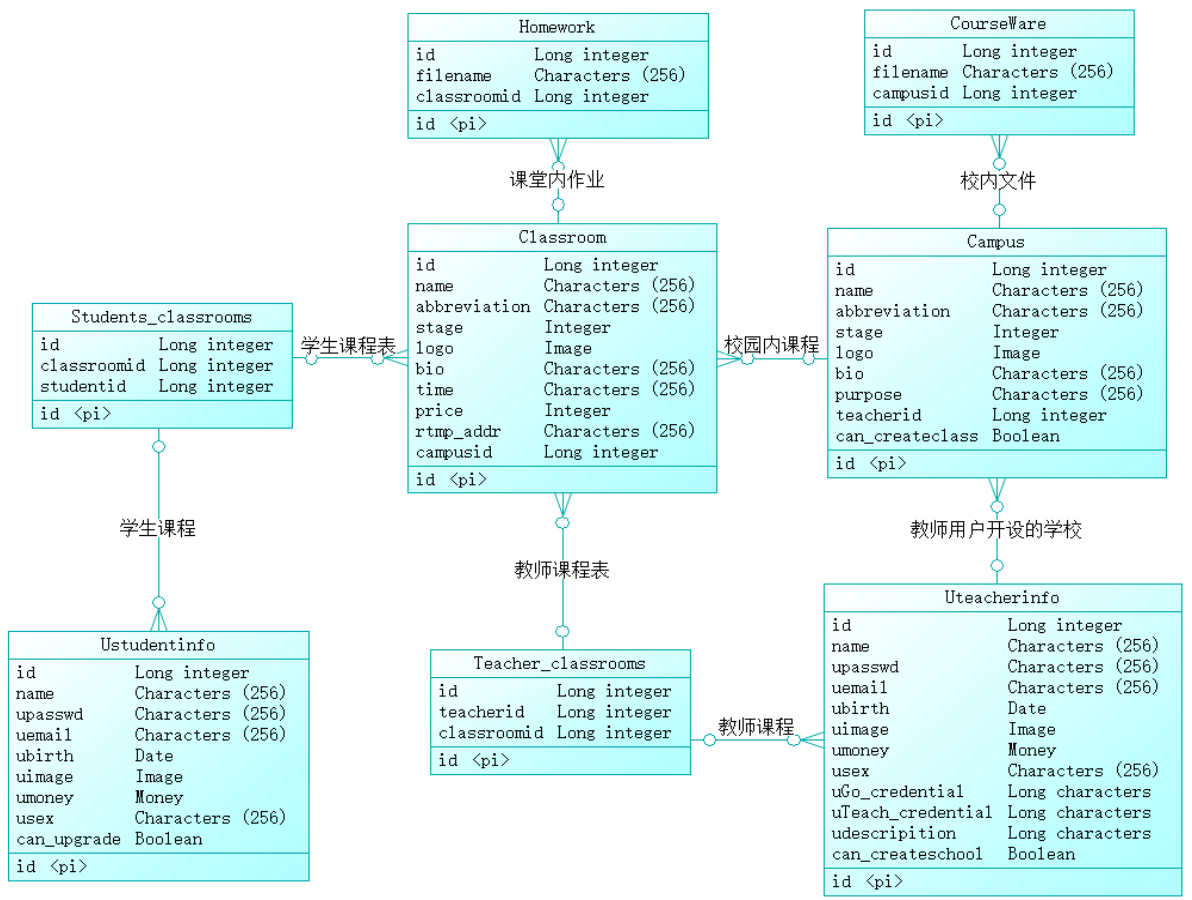 Homework
id Long integer
filename Characters (256)
classroomid Long integer
id <pi>
CourseWare
id Long integer
filename Characters (256)
campusid Long integer
id <pi>
课堂内作业
校内文件
Classroom
id Long integer
name Characters (256)
abbreviation Characters (256)
stage Integer
logo Image
bio Characters (256)
time Characters (256)
price Integer
rtmp_addr Characters (256)
campusid Long integer
id <pi>
Campus
id Long integer
name Characters (256)
abbreviation Characters (256)
stage Integer
logo Image
bio Characters (256)
purpose Characters (256)
teacherid Long integer
can_createclass Boolean
id <pi>
Students_classrooms
id Long integer
classroomid Long integer
studentid Long integer
id <pi>
学生课程表
校园内课程
学生课程
教师课程表
教师用户开设的学校
Ustudentinfo
id Long integer
name Characters (256)
upasswd Characters (256)
uemail Characters (256)
ubirth Date
uimage Image
umoney Money
usex Characters (256)
can_upgrade Boolean
id <pi>
Teacher_classrooms
id Long integer
teacherid Long integer
classroomid Long integer
id <pi>
教师课程
Uteacherinfo
id Long integer
name Characters (256)
upasswd Characters (256)
uemail Characters (256)
ubirth Date
uimage Image
umoney Money
usex Characters (256)
uGo_credential Long characters
uTeach_credential Long characters
udescripition Long characters
can_createschool Boolean
id <pi>